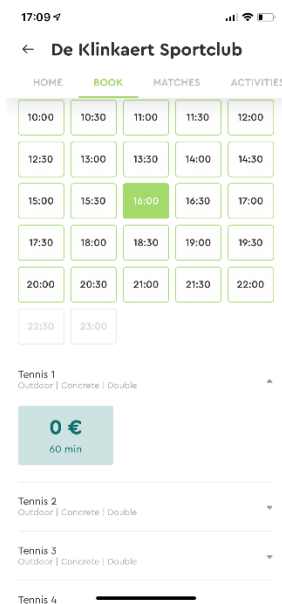 17:09
De Klinkaert Sportclub
HOME BOOK MATCHES ACTIVITIES
10:00 10:30 11:00 11:30 12:00
12:30 13:00 13:30 14:00 14:30
15:00 15:30 16:00 16:30 17:00
17:30 18:00 18:30 19:00 19:30
20:00 20:30 21:00 21:30 22:00
22:30 23:00
Tennis 1
Outdoor | Concrete | Double
0 €
60 min
Tennis 2
Outdoor | Concrete | Double
Tennis 3
Outdoor | Concrete | Double
Tennis 4